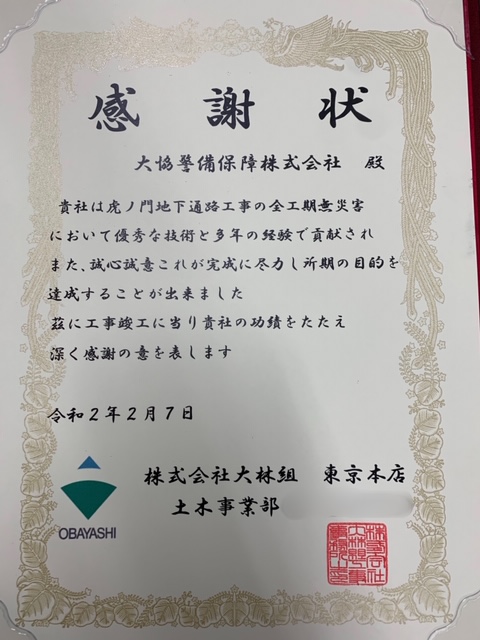 感謝状
大協警備保障株式会社 殿
貴社は虎ノ門地下通路工事の全工期無災害
において優秀な技術と多年の経験で貢献され
また、誠心誠意これが完成に尽力し所期の目的を
達成することが出来ました
茲に工事竣工に当り貴社の功績をたたえ
深く感謝の意を表します
令和2年2月7日
株式会社大林組 東京本店
土木事業部
OBAYASHI